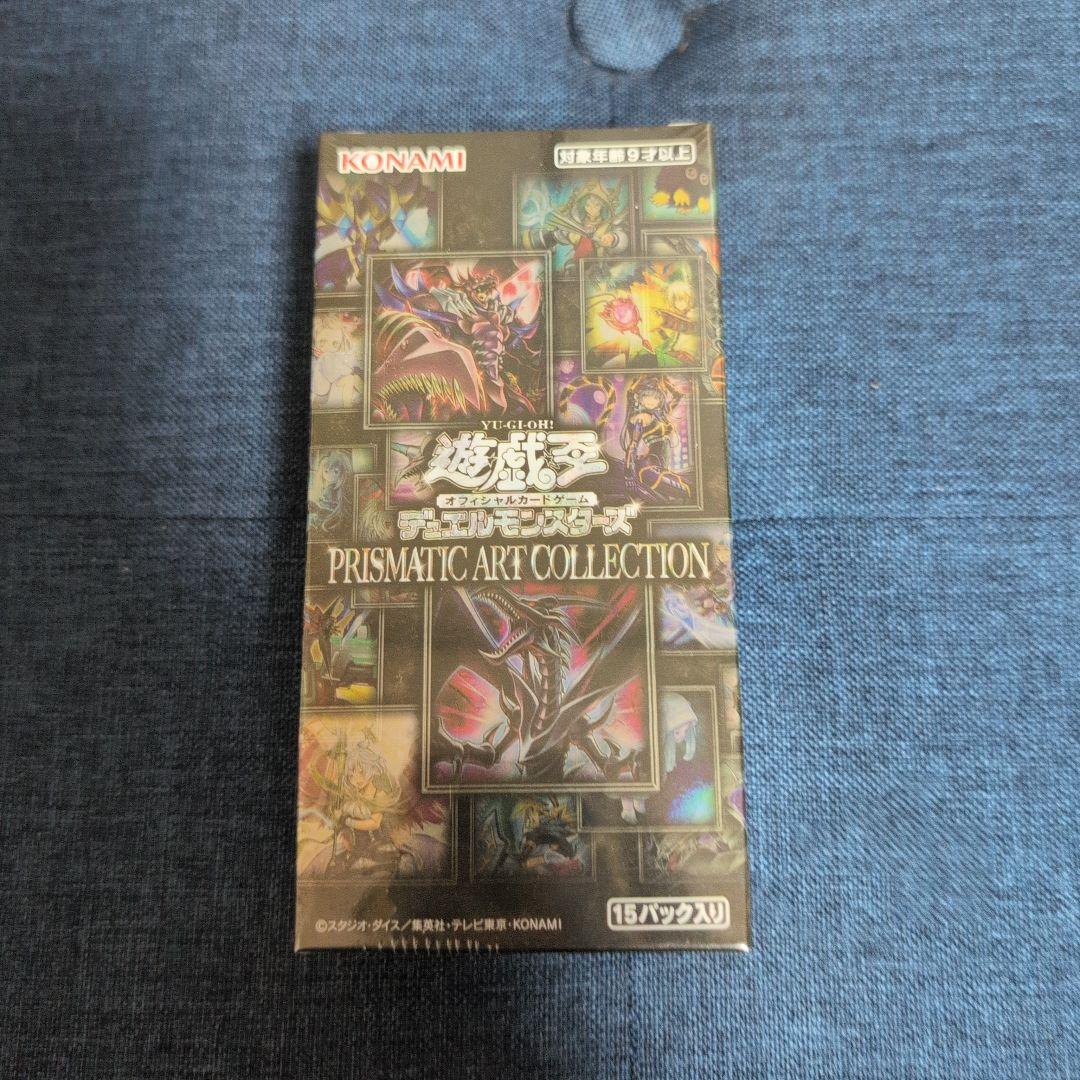 KONAMI
対象年齢9才以上
YU-GI-OH!
遊戯王
オフィシャルカードゲーム
デュエルモンスターズ
PRISMATIC ART COLLECTION
15パック入り
©スタジオ・ダイス/集英社・テレビ東京・KONAMI